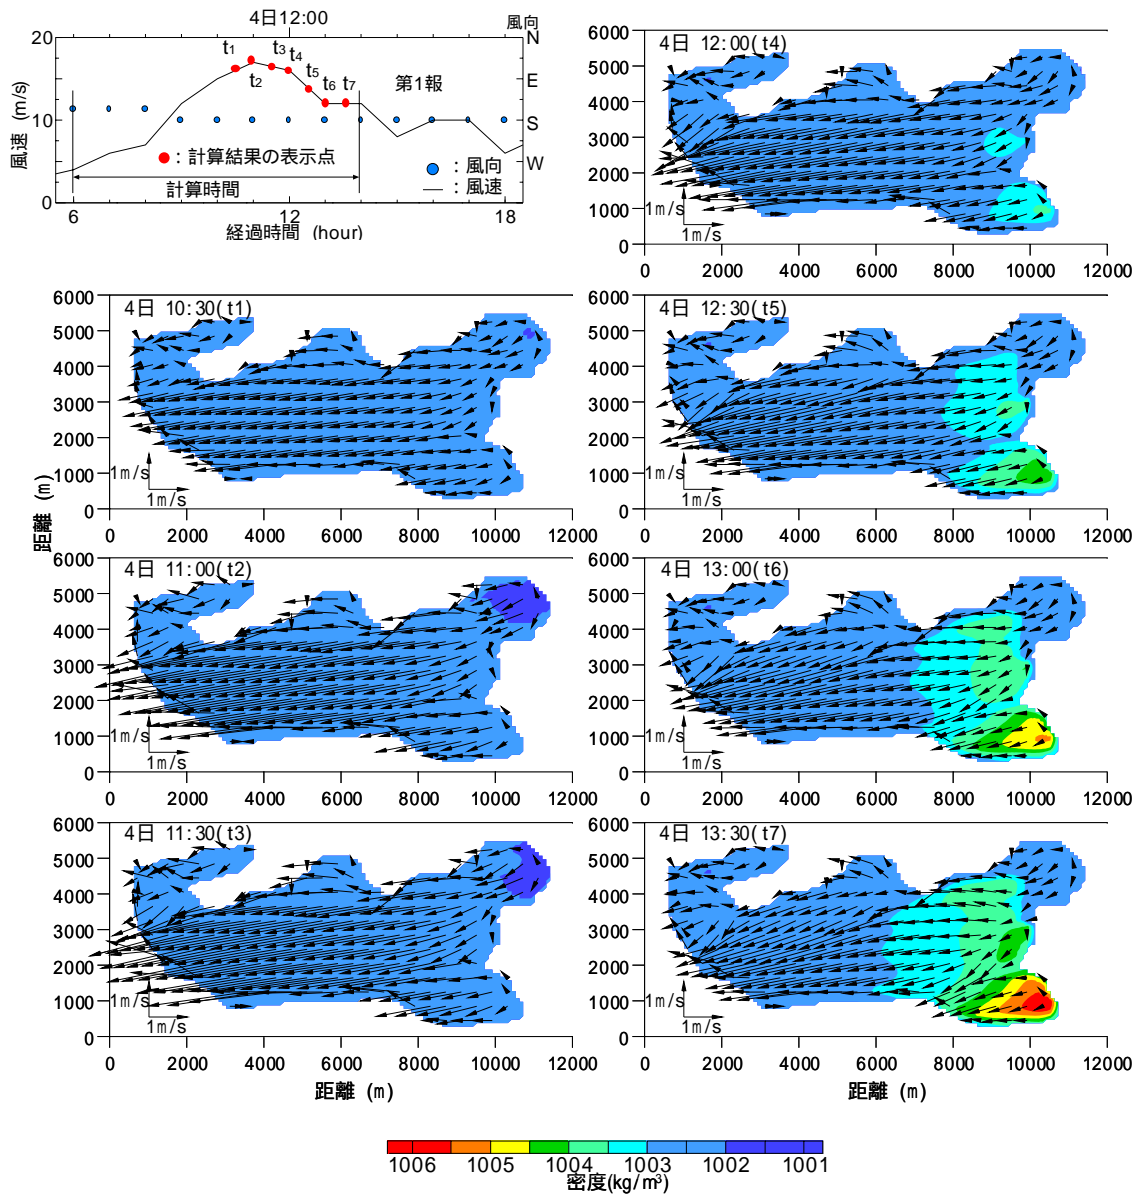 4日12:00
風向
20
10
0
風速 (m/s)
N
E
S
W
t1
t2
t3
t4
t5
t6
t7
第1報
：計算結果の表示点
：風向
：風速
計算時間
6
12
18
経過時間 (hour)
4日 12:00(t4)
6000
5000
4000
3000
2000
1000
0
1m/s
1m/s
0 2000 4000 6000 8000 10000 12000
4日 10:30(t1)
6000
5000
4000
3000
2000
1000
0
1m/s
1m/s
0 2000 4000 6000 8000 10000 12000
4日 12:30(t5)
6000
5000
4000
3000
2000
1000
0
1m/s
1m/s
0 2000 4000 6000 8000 10000 12000
距離 (m)
4日 11:00(t2)
6000
5000
4000
3000
2000
1000
0
1m/s
1m/s
0 2000 4000 6000 8000 10000 12000
4日 13:00(t6)
6000
5000
4000
3000
2000
1000
0
1m/s
1m/s
0 2000 4000 6000 8000 10000 12000
4日 11:30(t3)
6000
5000
4000
3000
2000
1000
0
1m/s
1m/s
0 2000 4000 6000 8000 10000 12000
距離 (m)
4日 13:30(t7)
6000
5000
4000
3000
2000
1000
0
1m/s
1m/s
0 2000 4000 6000 8000 10000 12000
距離 (m)
1006 1005 1004 1003 1002 1001
密度(kg/m³)